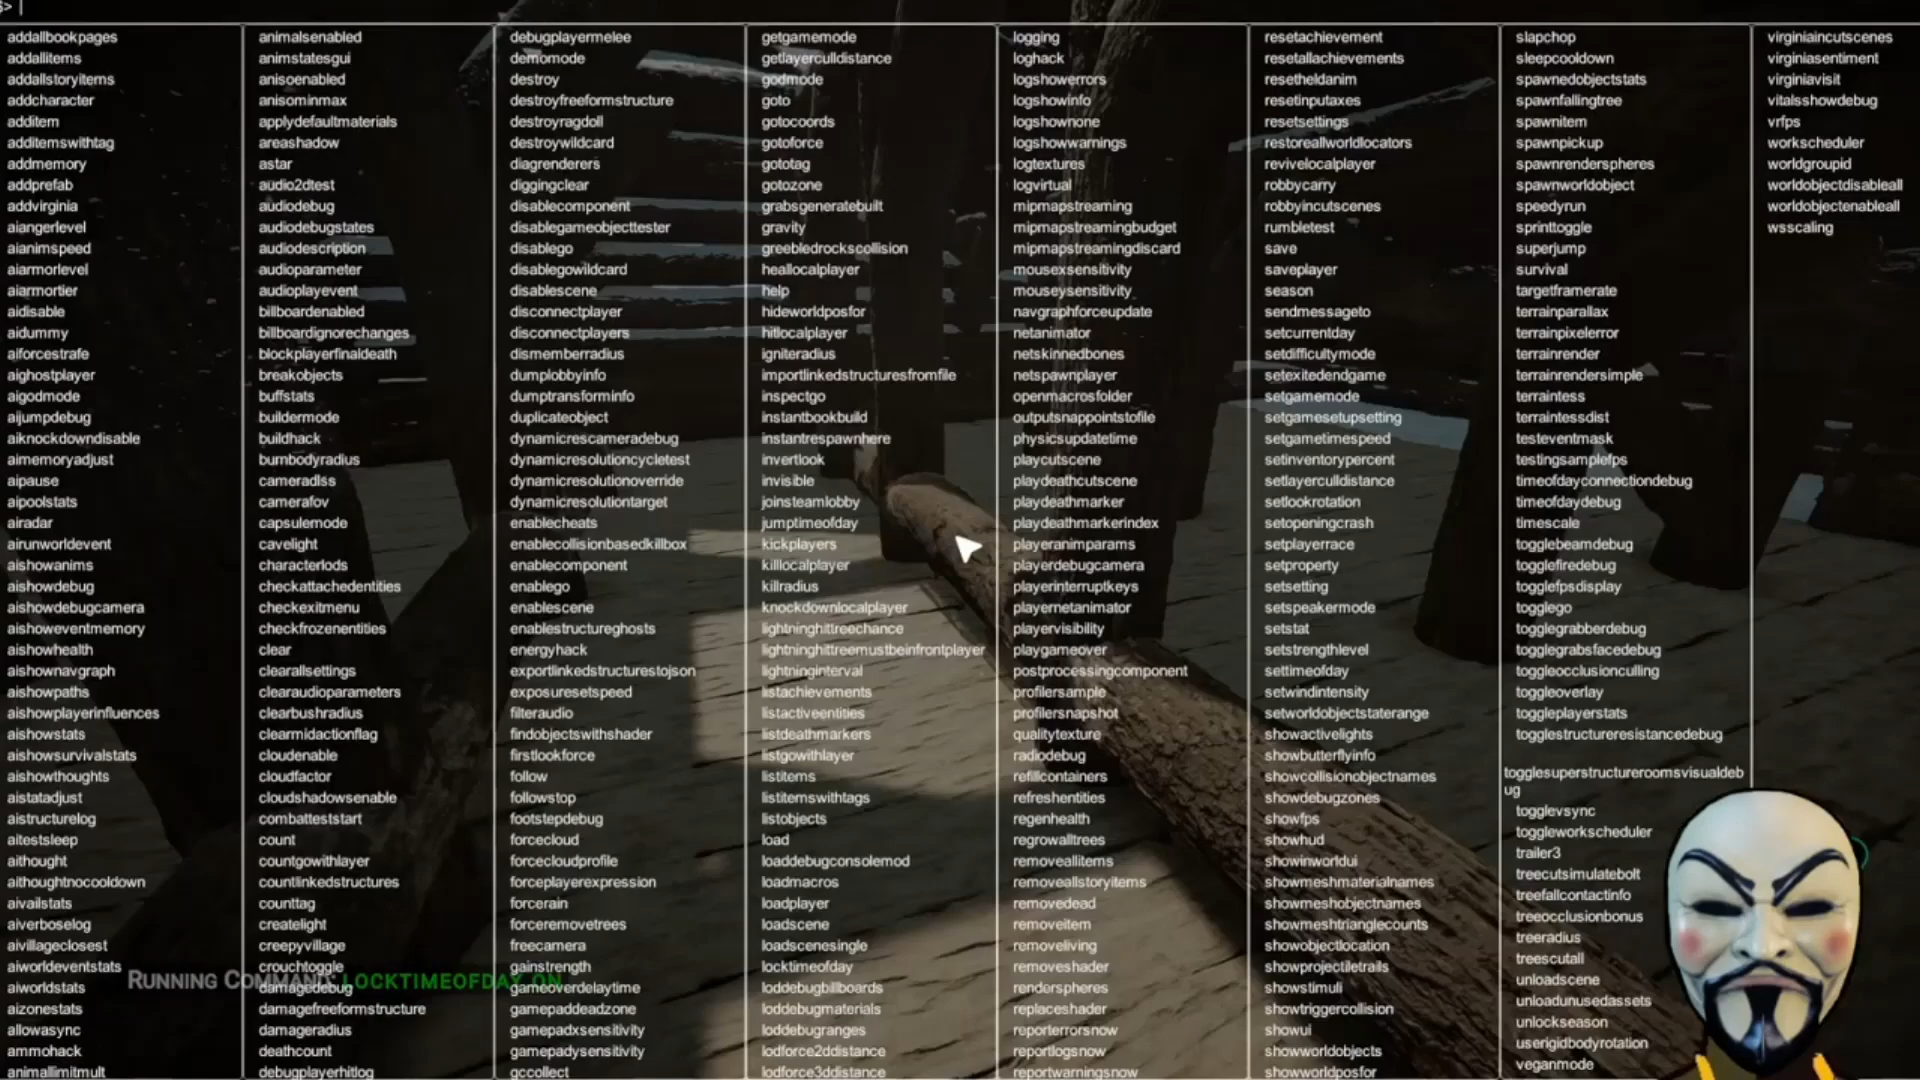 $>
addallbookpages
addallitems
addallstoryitems
addcharacter
additem
additemswithtag
addmemory
addprefab
addvirginia
aiangerlevel
aianimspeed
aiarmorlevel
aiarmortier
aidisable
aidummy
aiforcestrafe
aighostplayer
aigodmode
aijumpdebug
aiknockdowndisable
aimemoryadjust
aipause
aipoolstats
airadar
airunworldevent
aishowanims
aishowdebug
aishowdebugcamera
aishoweventmemory
aishowhealth
aishownavgraph
aishowpaths
aishowplayerinfluences
aishowstats
aishowsurvivalstats
aishowthoughts
aistatadjust
aistructurelog
aitestsleep
aithought
aithoughtnocooldown
aivailstats
aiverboselog
aivillageclosest
aiworldeventstats
aiworldstats
aizonestats
allowasync
ammohack
animallimitmult
animalsenabled
animstatesgui
anisoenabled
anisominmax
applydefaultmaterials
areashadow
astar
audio2dtest
audiodebug
audiodebugstates
audiodescription
audioparameter
audioplayevent
billboardenabled
billboardignorechanges
blockplayerfinaldeath
breakobjects
buffstats
buildermode
buildhack
burnbodyradius
cameradlss
camerafov
capsulemode
cavelight
characterlods
checkattachedentities
checkexitmenu
checkfrozenentities
clear
clearallsettings
clearaudioparameters
clearbushradius
clearmidactionflag
cloudenable
cloudfactor
cloudshadowsenable
combatteststart
count
countgowithlayer
countlinkedstructures
counttag
createlight
creepyvillage
crouchtoggle
damagedebug
damagefreeformstructure
damageradius
deathcount
debugplayerhitlog
debugplayermelee
demomode
destroy
destroyfreeformstructure
destroyragdoll
destroywildcard
diagrenderers
diggingclear
disablecomponent
disablegameobjecttester
disablego
disablegowildcard
disablescene
disconnectplayer
disconnectplayers
dismemberradius
dumplobbyinfo
dumptransforminfo
duplicateobject
dynamicrescameradebug
dynamicresolutioncycletest
dynamicresolutionoverride
dynamicresolutiontarget
enablecheats
enablecollisionbasedkillbox
enablecomponent
enablego
enablescene
enablestructureghosts
energyhack
exportlinkedstructurestojson
exposuresetspeed
filteraudio
findobjectswithshader
firstlookforce
follow
followstop
footstepdebug
forcecloud
forcecloudprofile
forceplayerexpression
forcerain
forceremovetrees
freecamera
gainstrength
gameoverdelaytime
gamepaddeadzone
gamepadxsensitivity
gamepadysensitivity
gccollect
getgamemode
getlayerculldistance
godmode
goto
gotocoords
gotoforce
gototag
gotozone
grabsgeneratebuilt
gravity
greebledrockscollision
heallocalplayer
help
hideworldposfor
hitlocalplayer
igniteradius
importlinkedstructuresfromfile
inspectgo
instantbookbuild
instantrespawnhere
invertlook
invisible
joinsteamlobby
jumptimeofday
kickplayers
killlocalplayer
killradius
knockdownlocalplayer
lightninghittreechance
lightninghittreemustbeinfrontplayer
lightninginterval
listachievements
listactiveentities
listdeathmarkers
listgowithlayer
listitems
listitemswithtags
listobjects
load
loaddebugconsolemod
loadmacros
loadplayer
loadscene
loadscenesingle
locktimeofday
loddebugbillboards
loddebugmaterials
loddebugranges
lodforce2ddistance
lodforce3ddistance
logging
loghack
logshowerrors
logshowinfo
logshownone
logshowwarnings
logtextures
logvirtual
mipmapstreaming
mipmapstreamingbudget
mipmapstreamingdiscard
mousexsensitivity
mouseysensitivity
navgraphforceupdate
netanimator
netskinnedbones
netspawnplayer
openmacrosfolder
outputsnappointstofile
physicsupdatetime
playcutscene
playdeathcutscene
playdeathmarker
playdeathmarkerindex
playeranimparams
playerdebugcamera
playerinterruptkeys
playernetanimator
playervisibility
playgameover
postprocessingcomponent
profilersample
profilersnapshot
qualitytexture
radiodebug
refillcontainers
refreshentities
regenhealth
regrowalltrees
removeallitems
removeallstoryitems
removedead
removeitem
removeliving
removeshader
renderspheres
replaceshader
reporterrorsnow
reportlogsnow
reportwarningsnow
resetachievement
resetallachievements
resetheldanim
resetinputaxes
resetsettings
restoreallworldlocators
revivelocalplayer
robbycarry
robbyincutscenes
rumbletest
save
saveplayer
season
sendmessageto
setcurrentday
setdifficultymode
setexitedendgame
setgamemode
setgamesetupsetting
setgametimespeed
setinventorypercent
setlayerculldistance
setlookrotation
setopeningcrash
setplayerrace
setproperty
setsetting
setspeakermode
setstat
setstrengthlevel
settimeofday
setwindintensity
setworldobjectstaterange
showactivelights
showbutterflyinfo
showcollisionobjectnames
showdebugzones
showfps
showhud
showinworldui
showmeshmaterialnames
showmeshobjectnames
showmeshtrianglecounts
showobjectlocation
showprojectiletrails
showstimuli
showtriggercollision
showui
showworldobjects
showworldposfor
slapchop
sleepcooldown
spawnedobjectstats
spawnfallingtree
spawnitem
spawnpickup
spawnrenderspheres
spawnworldobject
speedyrun
sprinttoggle
superjump
survival
targetframerate
terrainparallax
terrainpixelerror
terrainrender
terrainrendersimple
terraintess
terraintessdist
testeventmask
testingsamplefps
timeofdayconnectiondebug
timeofdaydebug
timescale
togglebeamdebug
togglefiredebug
togglefpsdisplay
togglego
togglegrabberdebug
togglegrabsfacedebug
toggleocclusionculling
toggleoverlay
toggleplayerstats
togglestructureresistancedebug
togglesuperstructureroomsvisualdeb
ug
togglevsync
toggleworkscheduler
trailer3
treecutsimulatebolt
treefallcontactinfo
treeocclusionbonus
treeradius
treescutall
unloadscene
unloadunusedassets
unlockseason
userigidbodyrotation
veganmode
virginiaincutscenes
virginiasentiment
virginiavisit
vitalsshowdebug
vrfps
workscheduler
worldgroupid
worldobjectdisableall
worldobjectenableall
wsscaling
RUNNING COMMAND: LOCKTIMEOFDAY ON